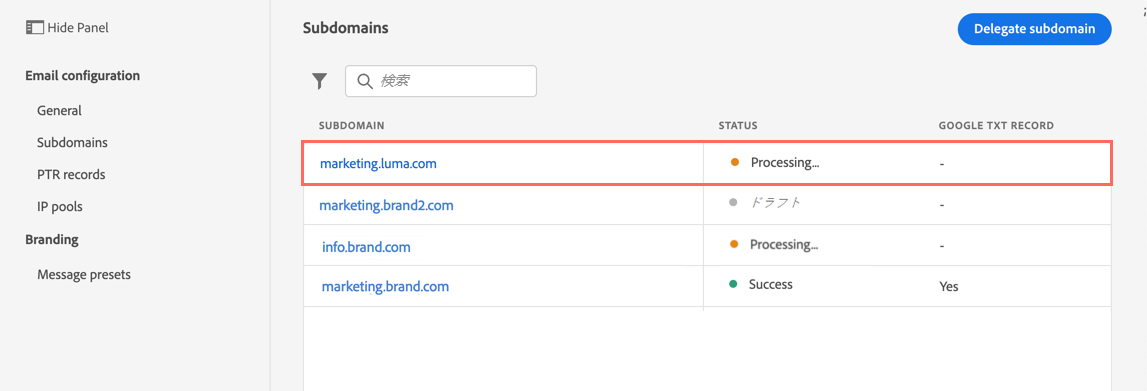 Hide Panel
Email configuration
General
Subdomains
PTR records
IP pools
Branding
Message presets
Subdomains
Delegate subdomain
検索
SUBDOMAIN STATUS GOOGLE TXT RECORD
marketing.luma.com Processing... -
marketing.brand2.com ドラフト -
info.brand.com Processing... -
marketing.brand.com Success Yes